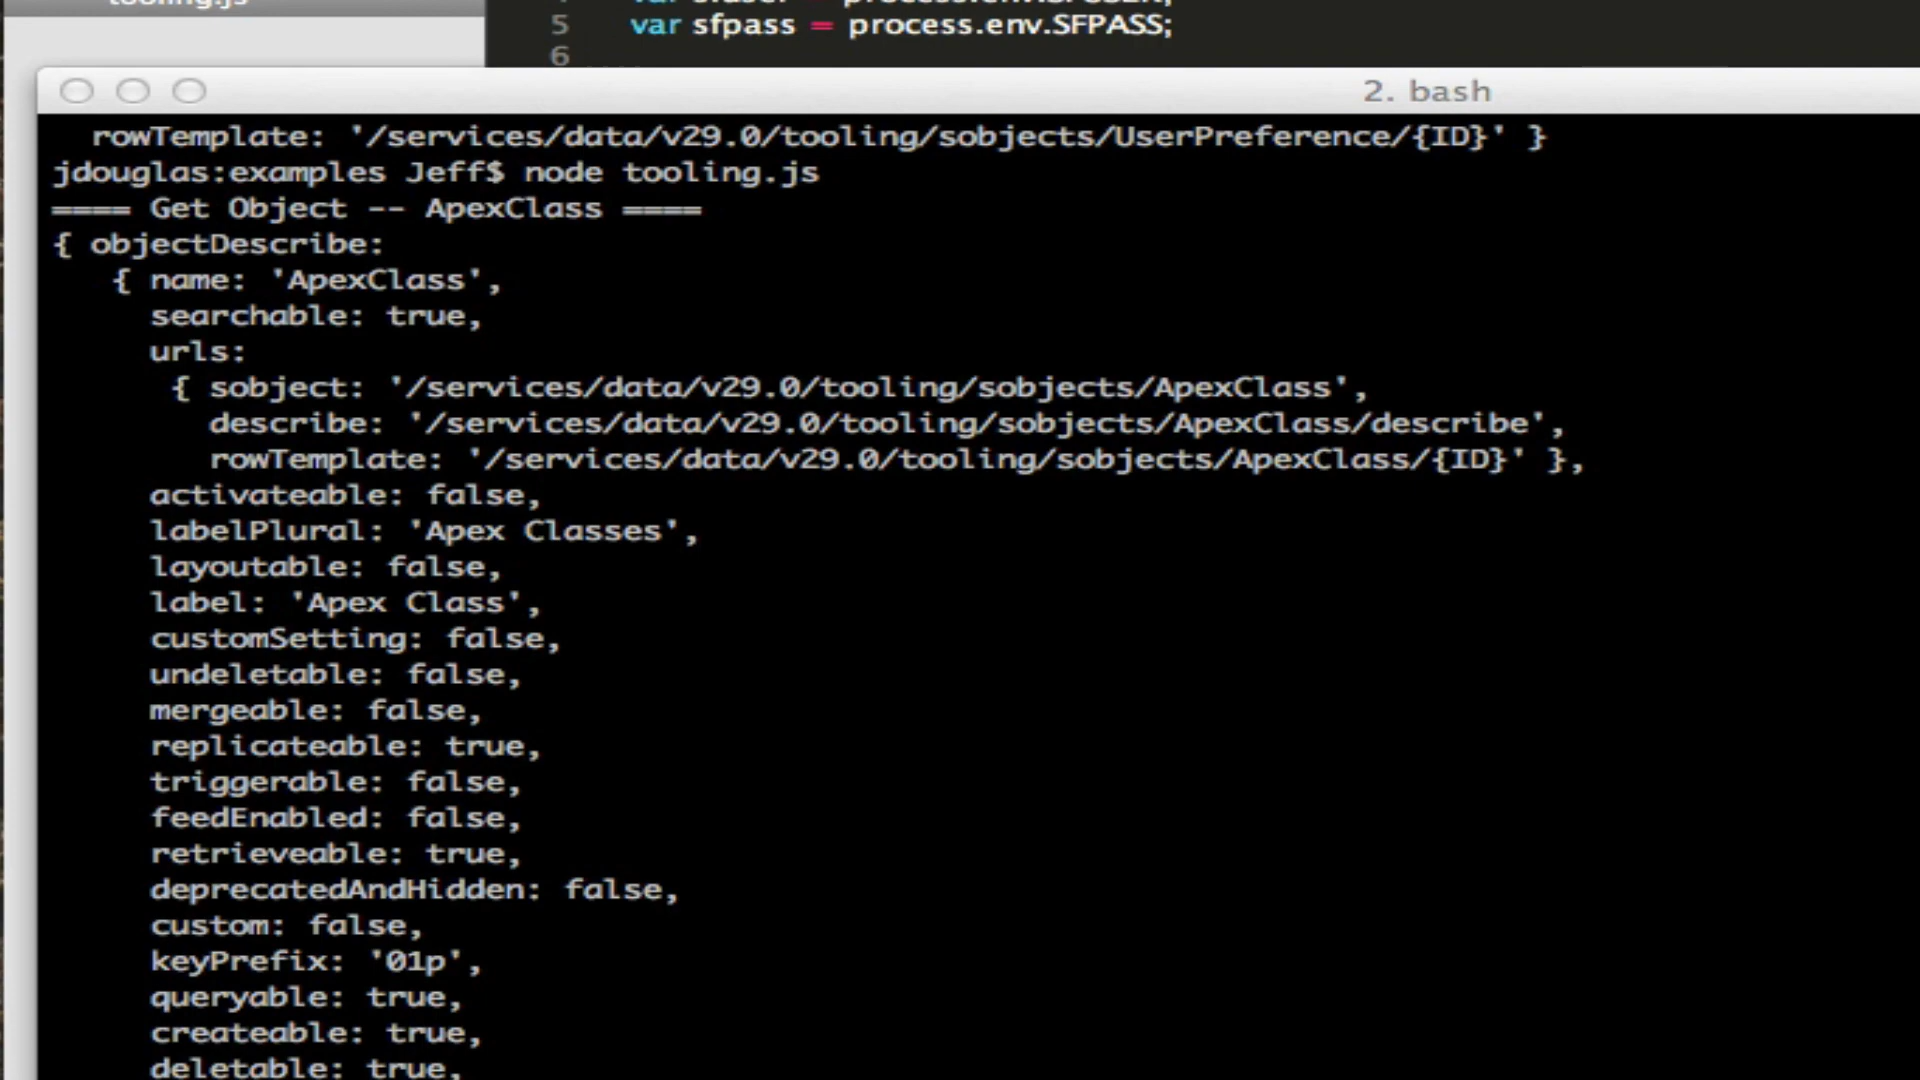 tooling.js
5 var sfpass = process.env.SFPASS;
6
2. bash
rowTemplate: '/services/data/v29.0/tooling/sobjects/UserPreference/{ID}' }
jdouglas:examples Jeff$ node tooling.js
==== Get Object -- ApexClass ====
{ objectDescribe:
{ name: 'ApexClass',
searchable: true,
urls:
{ sobject: '/services/data/v29.0/tooling/sobjects/ApexClass',
describe: '/services/data/v29.0/tooling/sobjects/ApexClass/describe',
rowTemplate: '/services/data/v29.0/tooling/sobjects/ApexClass/{ID}' },
activateable: false,
labelPlural: 'Apex Classes',
layoutable: false,
label: 'Apex Class',
customSetting: false,
undeletable: false,
mergeable: false,
replicateable: true,
triggerable: false,
feedEnabled: false,
retrieveable: true,
deprecatedAndHidden: false,
custom: false,
keyPrefix: '01p',
queryable: true,
createable: true,
deletable: true,